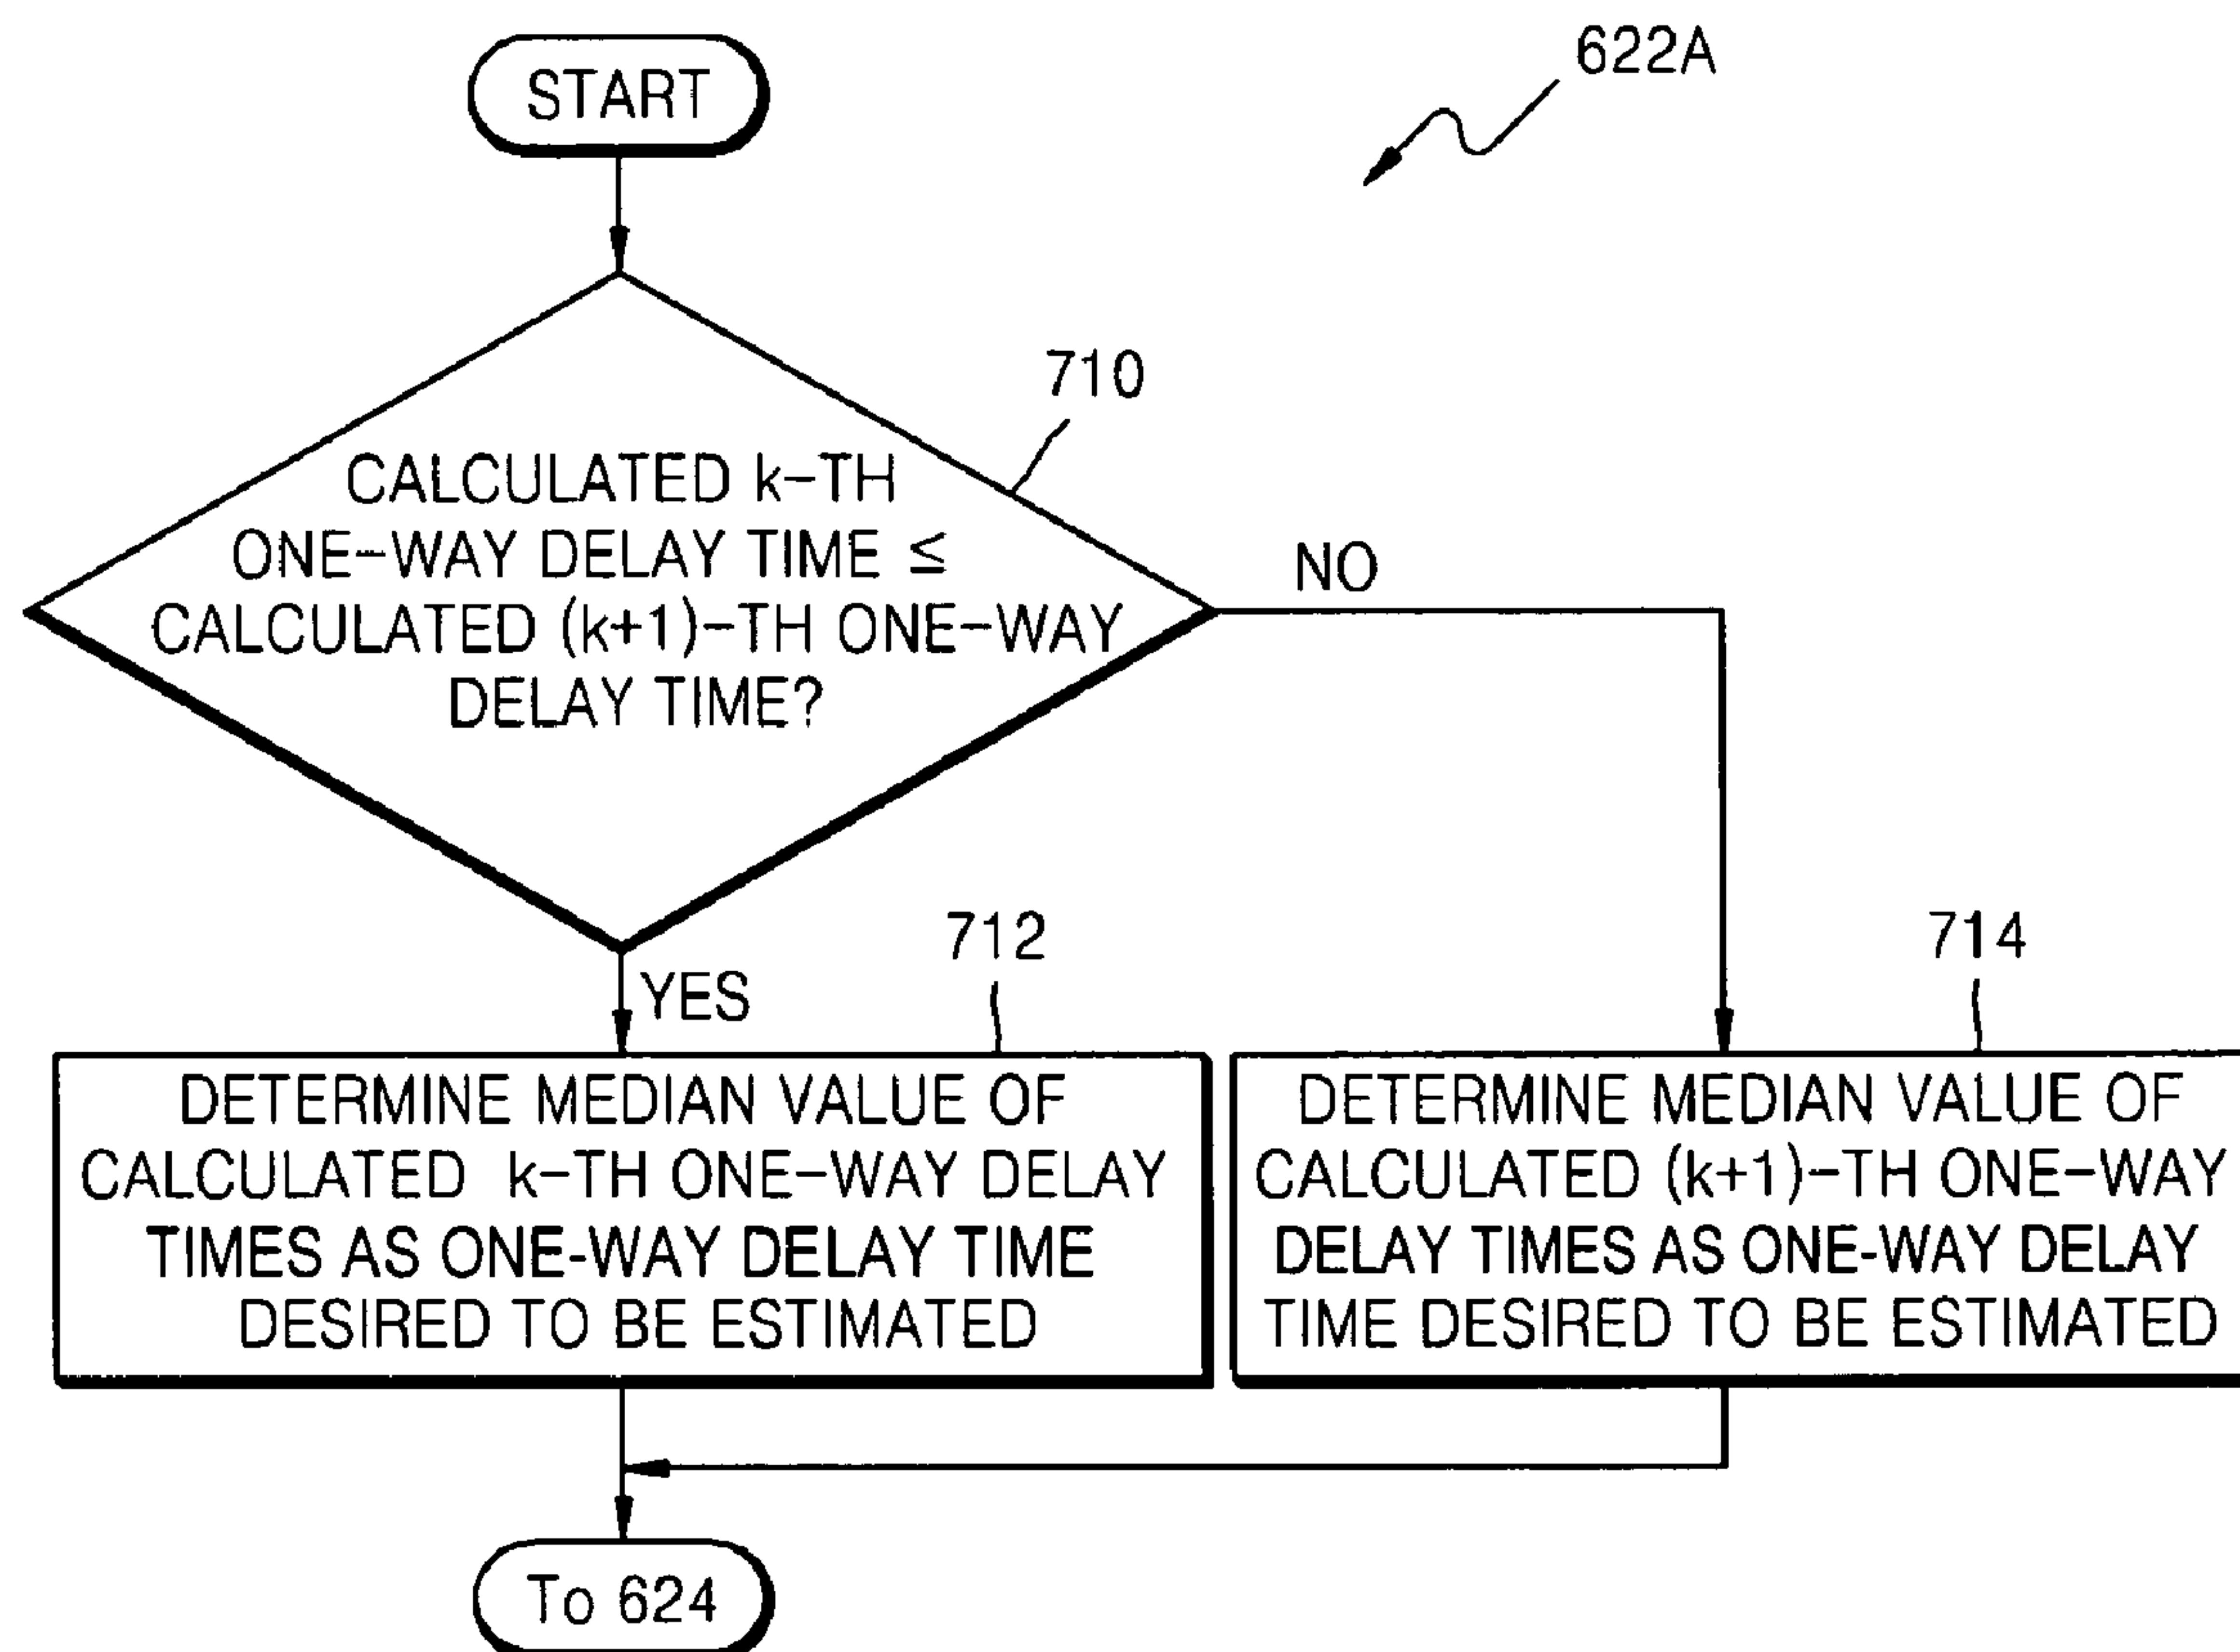 START
622A
710
CALCULATED k-TH
ONE-WAY DELAY TIME ≤
CALCULATED (k+1)-TH ONE-WAY
DELAY TIME?
NO
YES
712
DETERMINE MEDIAN VALUE OF
CALCULATED k-TH ONE-WAY DELAY
TIMES AS ONE-WAY DELAY TIME
DESIRED TO BE ESTIMATED
714
DETERMINE MEDIAN VALUE OF
CALCULATED (k+1)-TH ONE-WAY
DELAY TIMES AS ONE-WAY DELAY
TIME DESIRED TO BE ESTIMATED
To 624